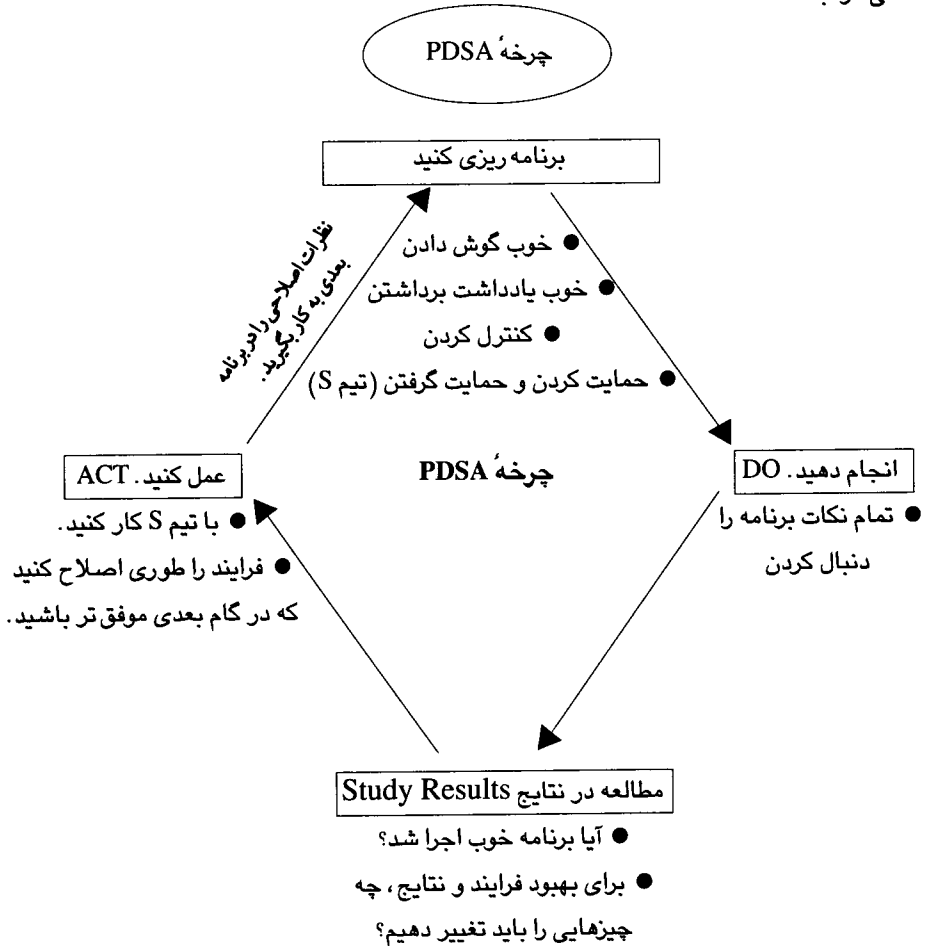 چرخهٔ PDSA
برنامه ریزی کنید
نظرات اصلاحی را در برنامه
بعدی به کار بگیرید.
● خوب گوش دادن
● خوب یادداشت برداشتن
● کنترل کردن
● حمایت کردن و حمایت گرفتن (تیم S)
چرخهٔ PDSA
انجام دهید. DO
● تمام نکات برنامه را
دنبال کردن
مطالعه در نتایج Study Results
● آیا برنامه خوب اجرا شد؟
● برای بهبود فرایند و نتایج، چه
چیزهایی را باید تغییر دهیم؟
عمل کنید. ACT
● با تیم S کار کنید.
● فرایند را طوری اصلاح کنید
که در گام بعدی موفق‌تر باشید.